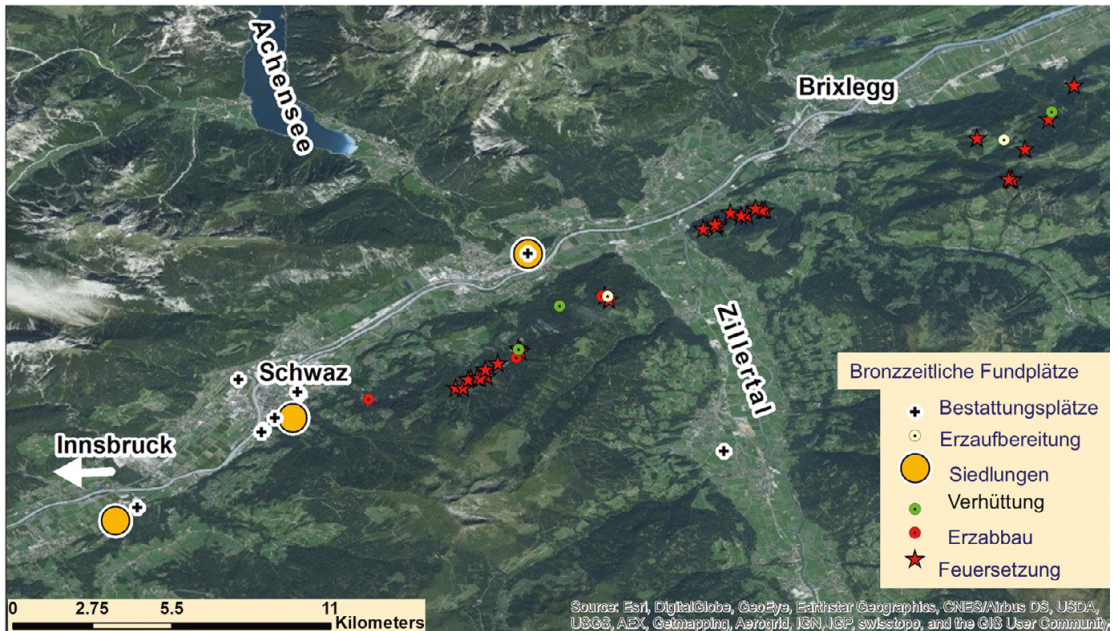 Achensee
Brixlegg
Zillertal
Schwaz
Innsbruck
Bronzzeitliche Fundplätze
Bestattungsplätze
Erzaufbereitung
Siedlungen
Verhüttung
Erzabbau
Feuersetzung
0 2.75 5.5 11
Kilometers
Source: Esri, DigitalGlobe, GeoEye, Earthstar Geographics, CNES/Airbus DS, USDA,
USGS, AEX, Getmapping, Aerogrid, IGN, IGP, swisstopo, and the GIS User Community